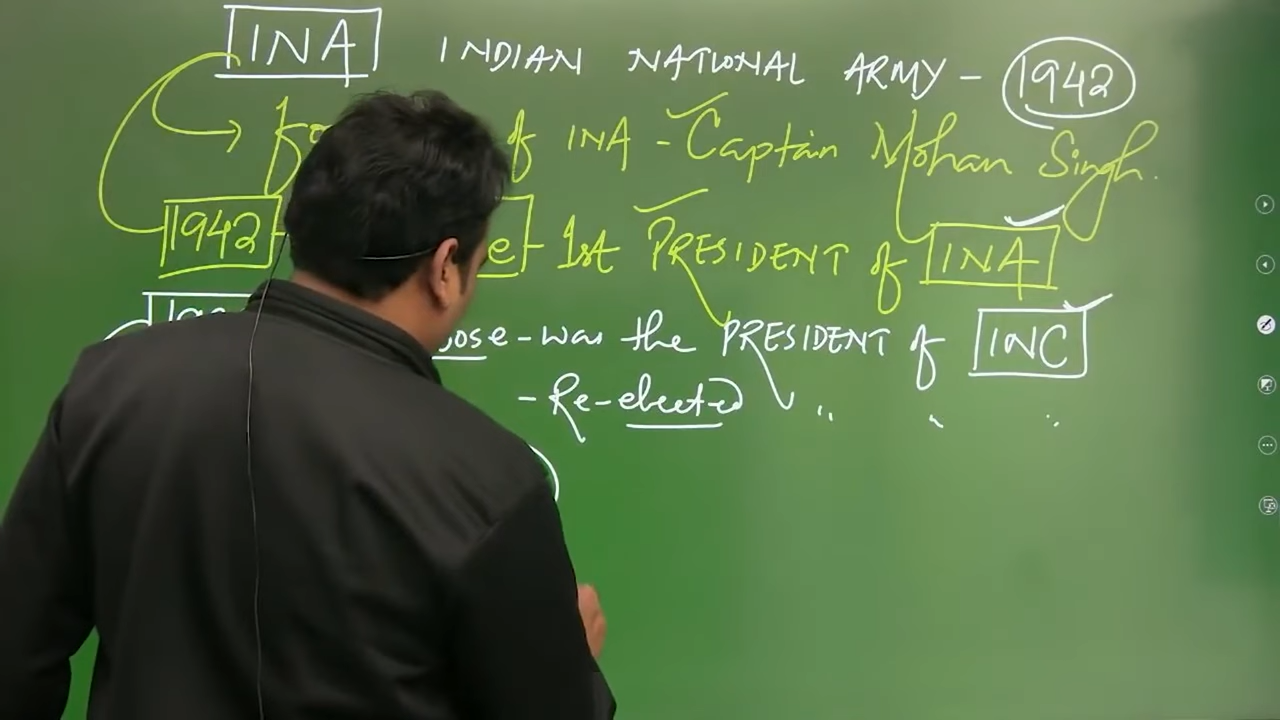 INA INDIAN NATIONAL ARMY - 1942
of INA - Captain Mohan Singh.
1942 - 1st PRESIDENT of INA
- was the PRESIDENT of INC
- Re-elected " " "